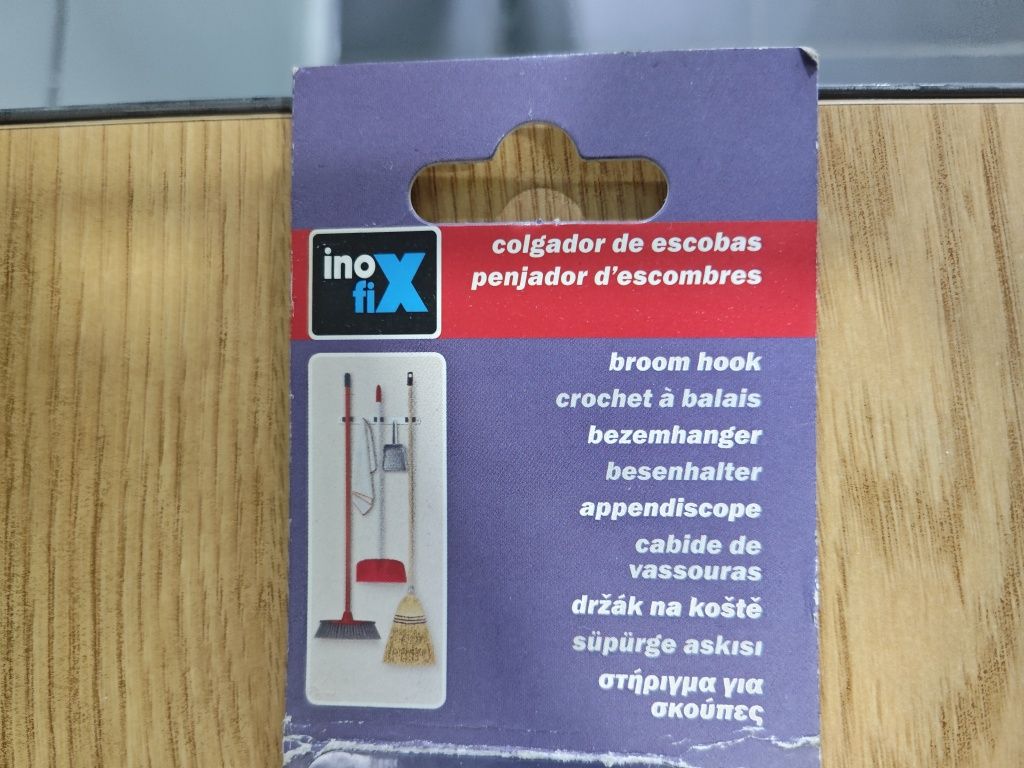 ino
fiX
colgador de escobas
penjador d'escombres
broom hook
crochet à balais
bezemhanger
besenhalter
appendiscope
cabide de
vassouras
držák na koště
süpürge askısı
στήριγμα για
σκούπες